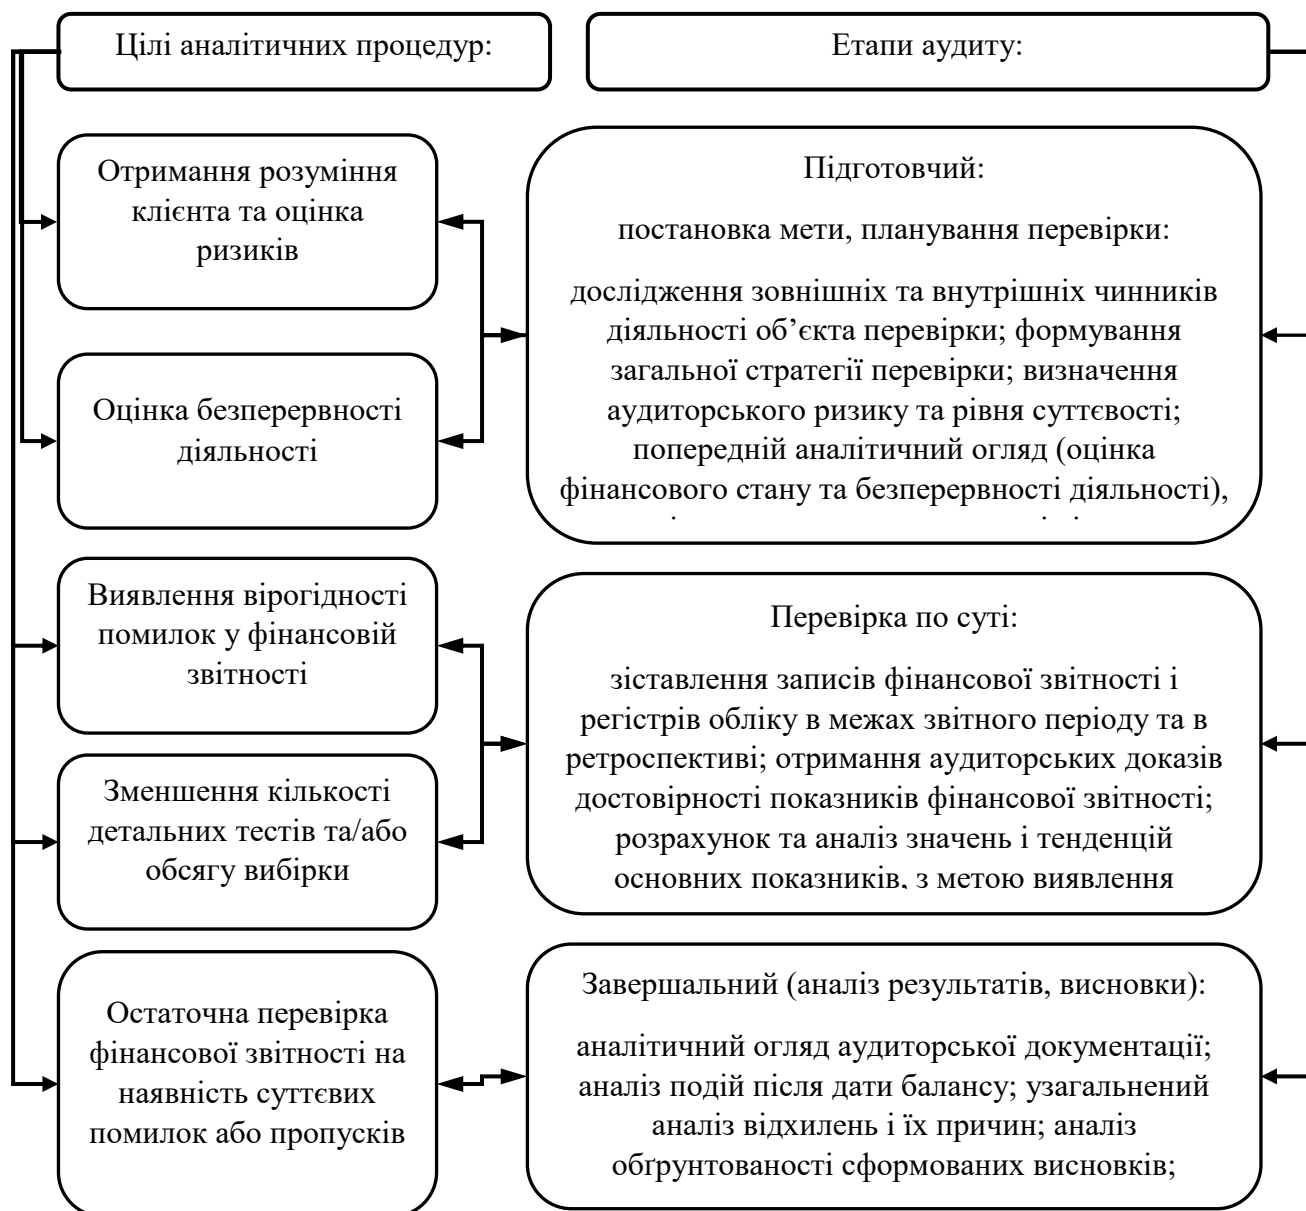 Цілі аналітичних процедур:
Етапи аудиту:
Отримання розуміння
клієнта та оцінка
ризиків
Оцінка безперервності
діяльності
Підготовчий:
постановка мети, планування перевірки:
дослідження зовнішніх та внутрішніх чинників
діяльності об’єкта перевірки; формування
загальної стратегії перевірки; визначення
аудиторського ризику та рівня суттєвості;
попередній аналітичний огляд (оцінка
фінансового стану та безперервності діяльності),
Виявлення вірогідності
помилок у фінансовій
звітності
Зменшення кількості
детальних тестів та/або
обсягу вибірки
Перевірка по суті:
зіставлення записів фінансової звітності і
регістрів обліку в межах звітного періоду та в
ретроспективі; отримання аудиторських доказів
достовірності показників фінансової звітності;
розрахунок та аналіз значень і тенденцій
основних показників, з метою виявлення
Остаточна перевірка
фінансової звітності на
наявність суттєвих
помилок або пропусків
Завершальний (аналіз результатів, висновки):
аналітичний огляд аудиторської документації;
аналіз подій після дати балансу; узагальнений
аналіз відхилень і їх причин; аналіз
обґрунтованості сформованих висновків;